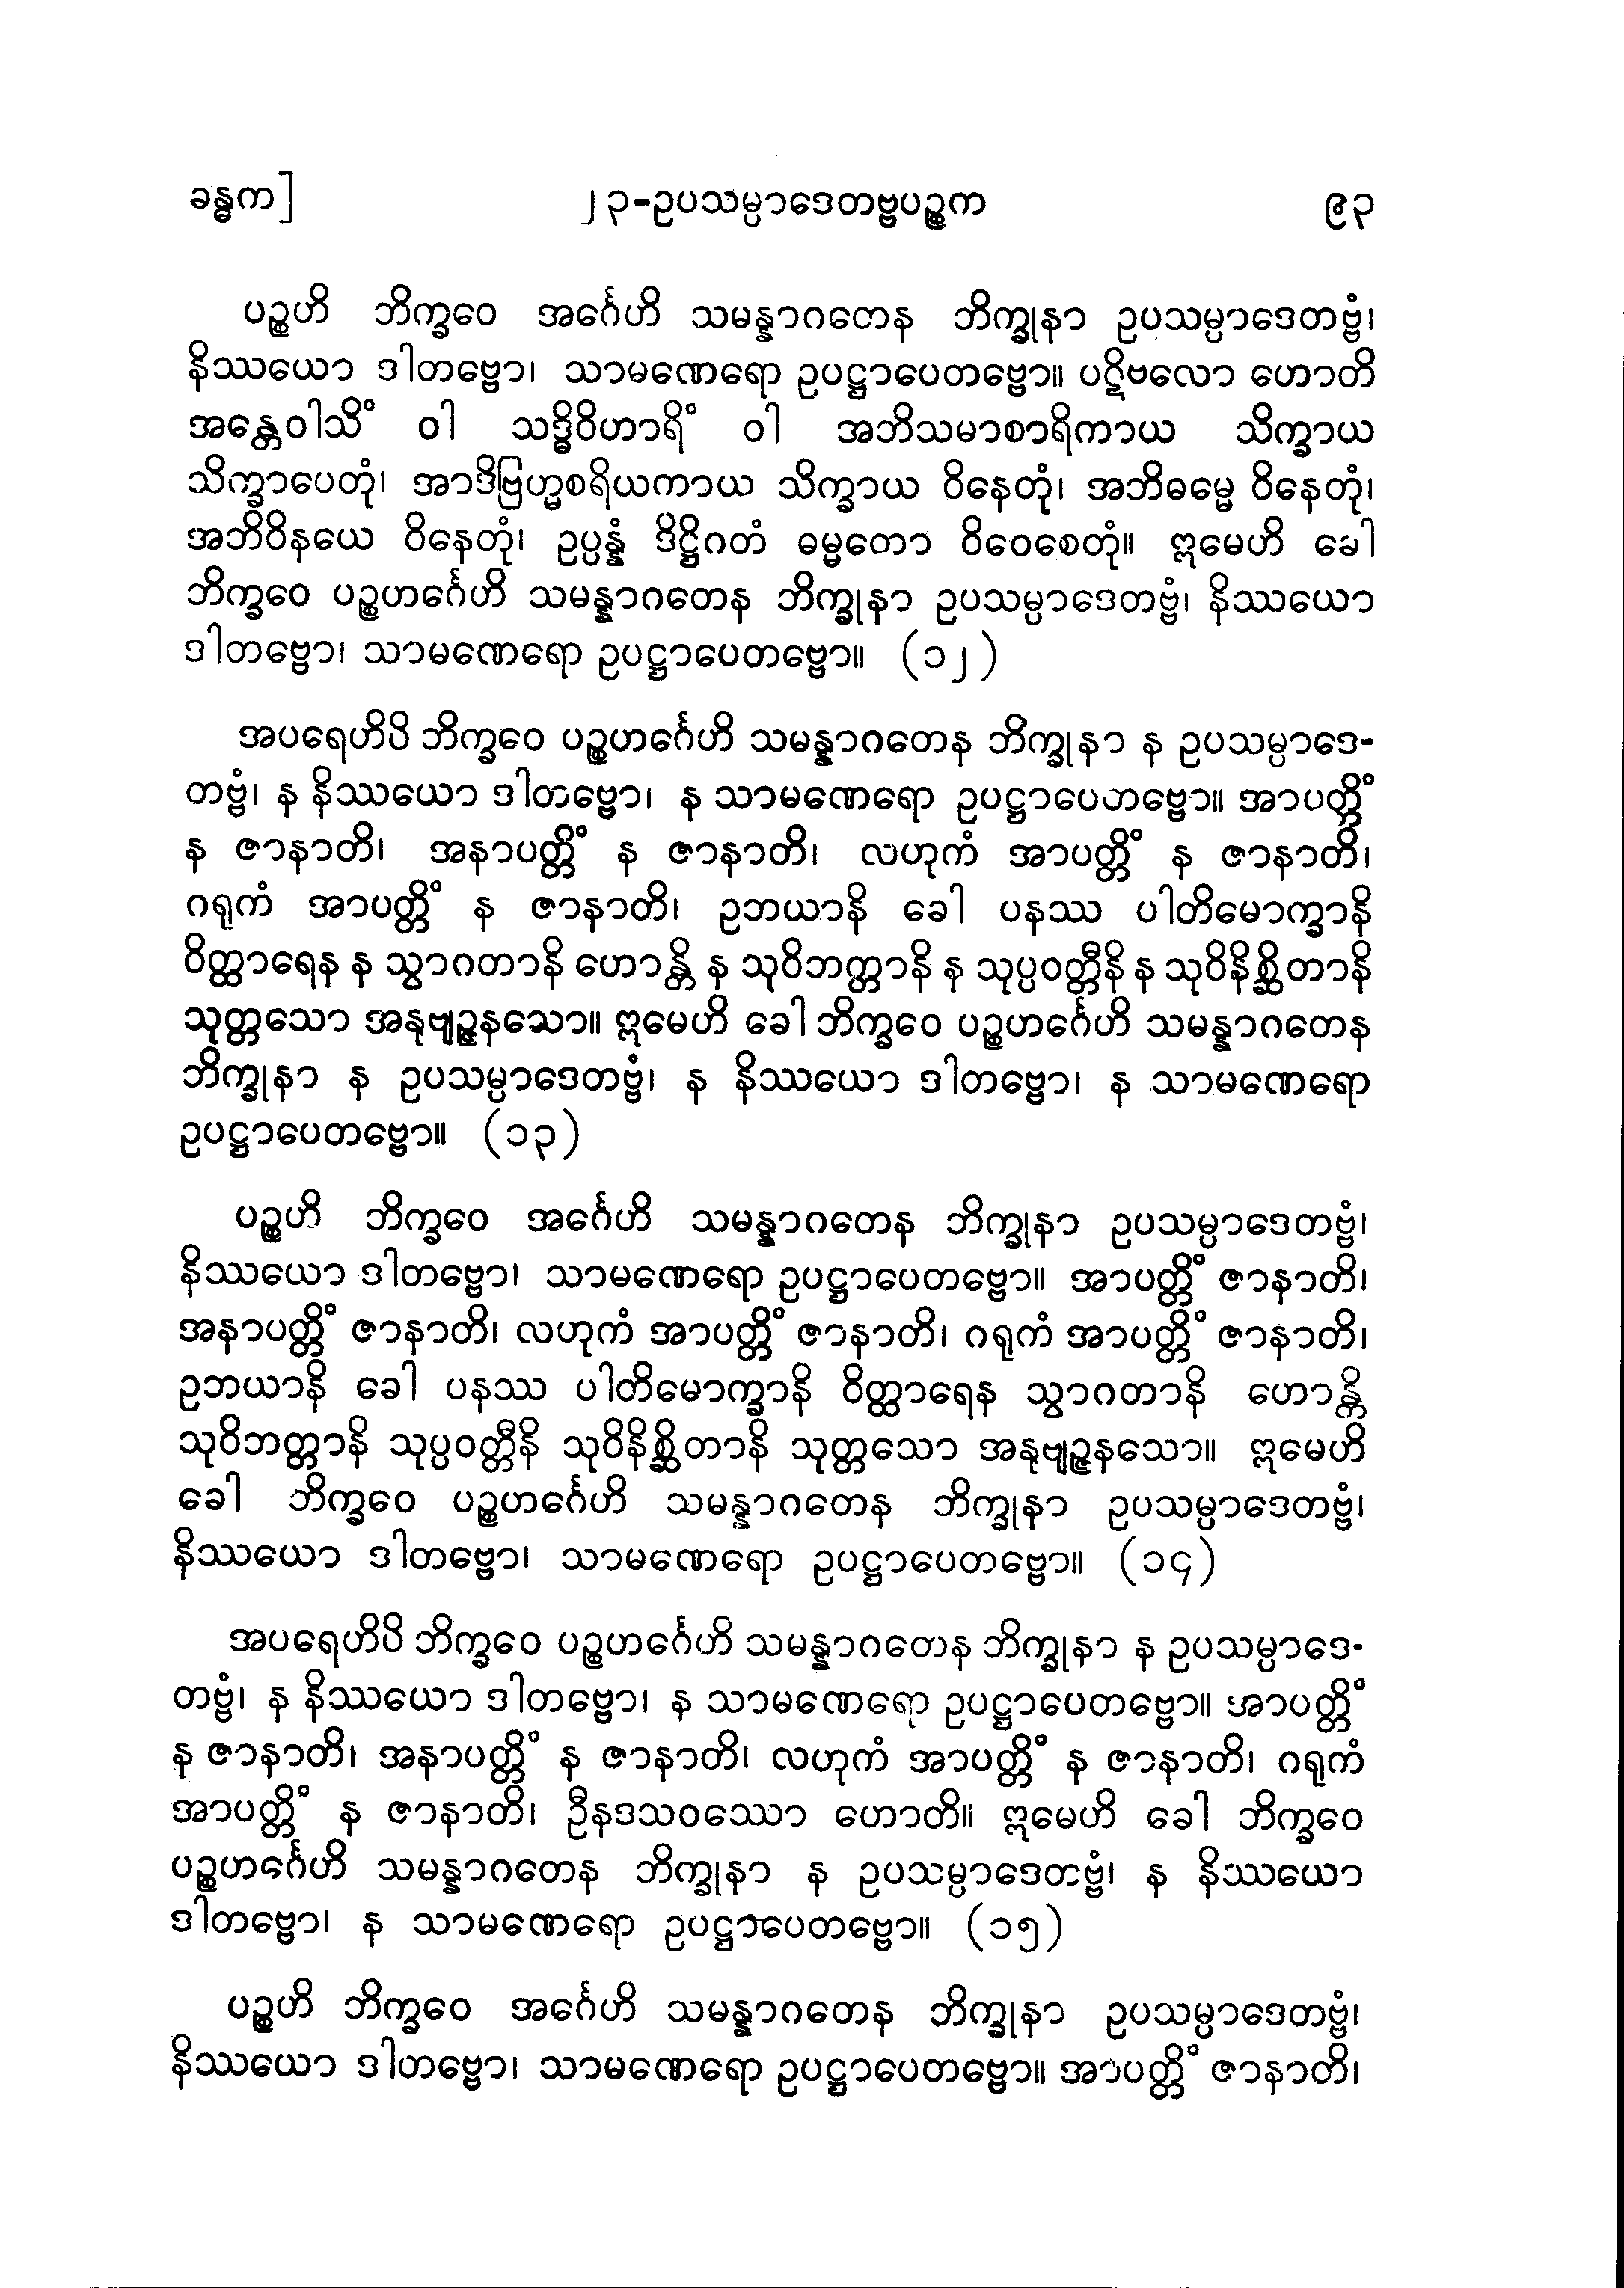 ခန္ဓက] ၂၃-ဥပသမ္ပာဒေတဗ္ဗပဉ္စက ၉၃
ပဉ္စဟိ ဘိက္ခဝေ အင်္ဂေဟိ သမန္နာဂတေန ဘိက္ခုနာ ဥပသမ္ပာဒေတဗ္ဗံ၊
နိဿယော ဒါတဗ္ဗော၊ သာမဏေရော ဥပဋ္ဌာပေတဗ္ဗော။ ပဋိဗလော ဟောတိ
အန္တေဝါသိံ ဝါ သဒ္ဓိဝိဟာရိံ ဝါ အဘိသမာစာရိကာယ သိက္ခာယ
သိက္ခာပေတုံ၊ အာဒိဗြဟ္မစရိယကာယ သိက္ခာယ ဝိနေတုံ၊ အဘိဓမ္မေ ဝိနေတုံ၊
အဘိဝိနယေ ဝိနေတုံ၊ ဥပ္ပန္နံ ဒိဋ္ဌိဂတံ ဓမ္မတော ဝိဝေစေတုံ။ ဣမေဟိ ခေါ
ဘိက္ခဝေ ပဉ္စဟင်္ဂေဟိ သမန္နာဂတေန ဘိက္ခုနာ ဥပသမ္ပာဒေတဗ္ဗံ၊ နိဿယော
ဒါတဗ္ဗော၊ သာမဏေရော ဥပဋ္ဌာပေတဗ္ဗော။ (၁၂)
အပရေဟိပိ ဘိက္ခဝေ ပဉ္စဟင်္ဂေဟိ သမန္နာဂတေန ဘိက္ခုနာ န ဥပသမ္ပာဒေ-
တဗ္ဗံ၊ န နိဿယော ဒါတဗ္ဗော၊ န သာမဏေရော ဥပဋ္ဌာပေတဗ္ဗော။ အာပတ္တိံ
န ဇာနာတိ၊ အနာပတ္တိံ န ဇာနာတိ၊ လဟုကံ အာပတ္တိံ န ဇာနာတိ၊
ဂရုကံ အာပတ္တိံ န ဇာနာတိ၊ ဥဘယာနိ ခေါ ပနဿ ပါတိမောက္ခာနိ
ဝိတ္ထာရေန န သွာဂတာနိ ဟောန္တိ န သုဝိဘတ္တာနိ န သုပ္ပဝတ္တီနိ န သုဝိနိစ္ဆိတာနိ
သုတ္တသော အနုဗျဉ္ဇနသော။ ဣမေဟိ ခေါ ဘိက္ခဝေ ပဉ္စဟင်္ဂေဟိ သမန္နာဂတေန
ဘိက္ခုနာ န ဥပသမ္ပာဒေတဗ္ဗံ၊ န နိဿယော ဒါတဗ္ဗော၊ န သာမဏေရော
ဥပဋ္ဌာပေတဗ္ဗော။ (၁၃)
ပဉ္စဟိ ဘိက္ခဝေ အင်္ဂေဟိ သမန္နာဂတေန ဘိက္ခုနာ ဥပသမ္ပာဒေတဗ္ဗံ၊
နိဿယော ဒါတဗ္ဗော၊ သာမဏေရော ဥပဋ္ဌာပေတဗ္ဗော။ အာပတ္တိံ ဇာနာတိ၊
အနာပတ္တိံ ဇာနာတိ၊ လဟုကံ အာပတ္တိံ ဇာနာတိ၊ ဂရုကံ အာပတ္တိံ ဇာနာတိ၊
ဥဘယာနိ ခေါ ပနဿ ပါတိမောက္ခာနိ ဝိတ္ထာရေန သွာဂတာနိ ဟောန္တိ
သုဝိဘတ္တာနိ သုပ္ပဝတ္တီနိ သုဝိနိစ္ဆိတာနိ သုတ္တသော အနုဗျဉ္ဇနသော။ ဣမေဟိ
ခေါ ဘိက္ခဝေ ပဉ္စဟင်္ဂေဟိ သမန္နာဂတေန ဘိက္ခုနာ ဥပသမ္ပာဒေတဗ္ဗံ၊
နိဿယော ဒါတဗ္ဗော၊ သာမဏေရော ဥပဋ္ဌာပေတဗ္ဗော။ (၁၄)
အပရေဟိပိ ဘိက္ခဝေ ပဉ္စဟင်္ဂေဟိ သမန္နာဂတေန ဘိက္ခုနာ န ဥပသမ္ပာဒေ-
တဗ္ဗံ၊ န နိဿယော ဒါတဗ္ဗော၊ န သာမဏေရော ဥပဋ္ဌာပေတဗ္ဗော။ အာပတ္တိံ
န ဇာနာတိ၊ အနာပတ္တိံ န ဇာနာတိ၊ လဟုကံ အာပတ္တိံ န ဇာနာတိ၊ ဂရုကံ
အာပတ္တိံ န ဇာနာတိ၊ ဦနဒသဝဿော ဟောတိ။ ဣမေဟိ ခေါ ဘိက္ခဝေ
ပဉ္စဟင်္ဂေဟိ သမန္နာဂတေန ဘိက္ခုနာ န ဥပသမ္ပာဒေတဗ္ဗံ၊ န နိဿယော
ဒါတဗ္ဗော၊ န သာမဏေရော ဥပဋ္ဌာပေတဗ္ဗော။ (၁၅)
ပဉ္စဟိ ဘိက္ခဝေ အင်္ဂေဟိ သမန္နာဂတေန ဘိက္ခုနာ ဥပသမ္ပာဒေတဗ္ဗံ၊
နိဿယော ဒါတဗ္ဗော၊ သာမဏေရော ဥပဋ္ဌာပေတဗ္ဗော။ အာပတ္တိံ ဇာနာတိ၊